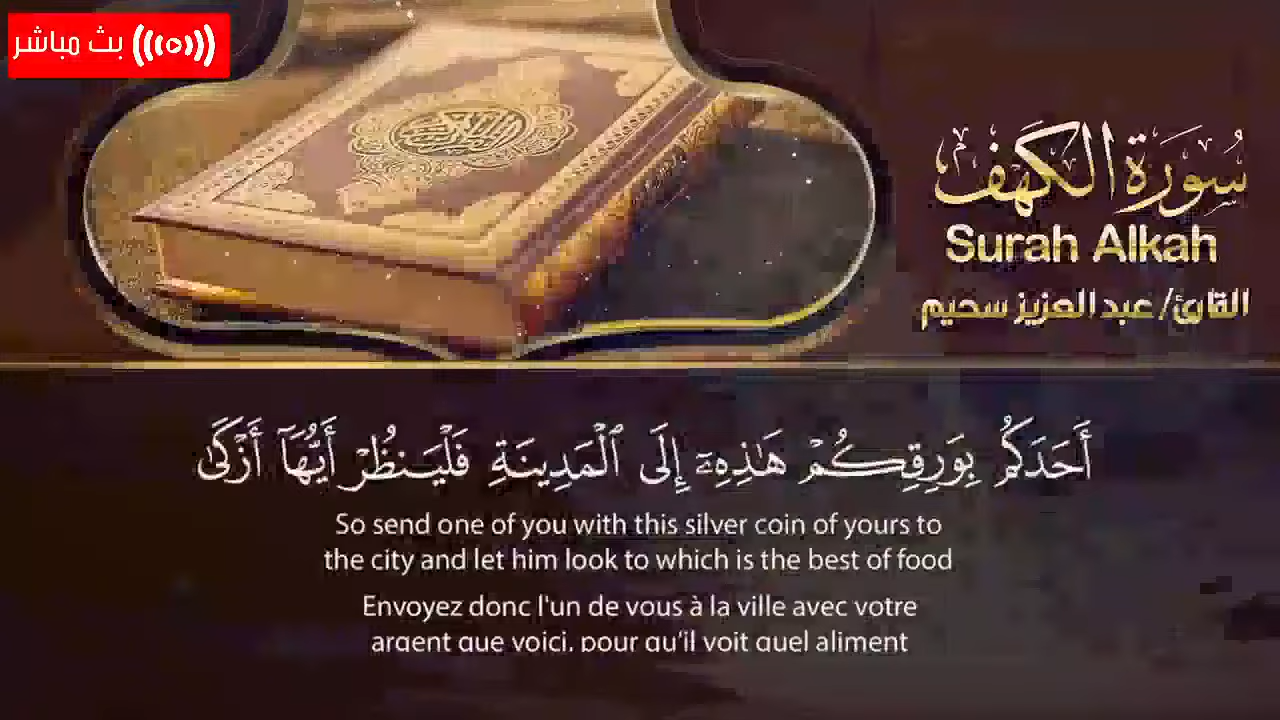 بث مباشر
سُورَة الكَهف
Surah Alkah
القارئ/ عبد العزيز سحيم
أَحَدَكُم بِوَرِقِكُمْ هَٰذِهِۦٓ إِلَى ٱلْمَدِينَةِ فَلْيَنظُرْ أَيُّهَآ أَزْكَىٰ
So send one of you with this silver coin of yours to
the city and let him look to which is the best of food
Envoyez donc l'un de vous à la ville avec votre
argent que voici, pour qu'il voit quel aliment